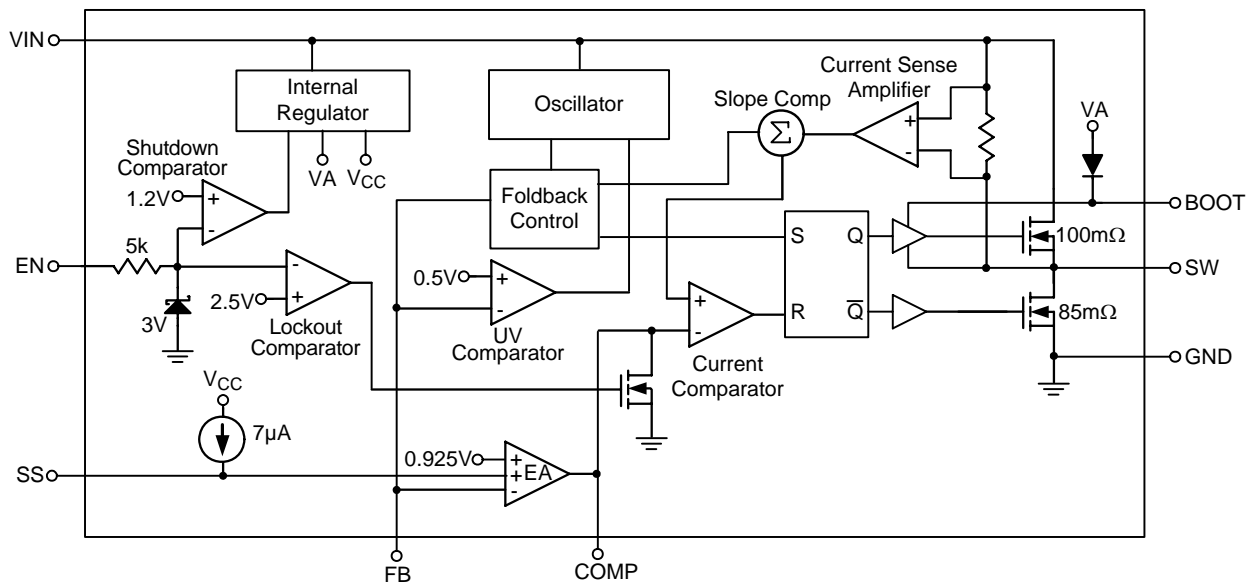 VIN
Internal
Regulator
Oscillator
Slope Comp
Current Sense
Amplifier
VA
Shutdown
Comparator
1.2V
+
-
VA
VCC
Foldback
Control
Σ
+
-
BOOT
5k
EN
-
+
2.5V
3V
Lockout
Comparator
0.5V
+
-
UV
Comparator
S
Q
R
Q̅
100mΩ
SW
85mΩ
GND
+
-
Current
Comparator
VCC
7µA
SS
0.925V
+
+
-
EA
FB
COMP